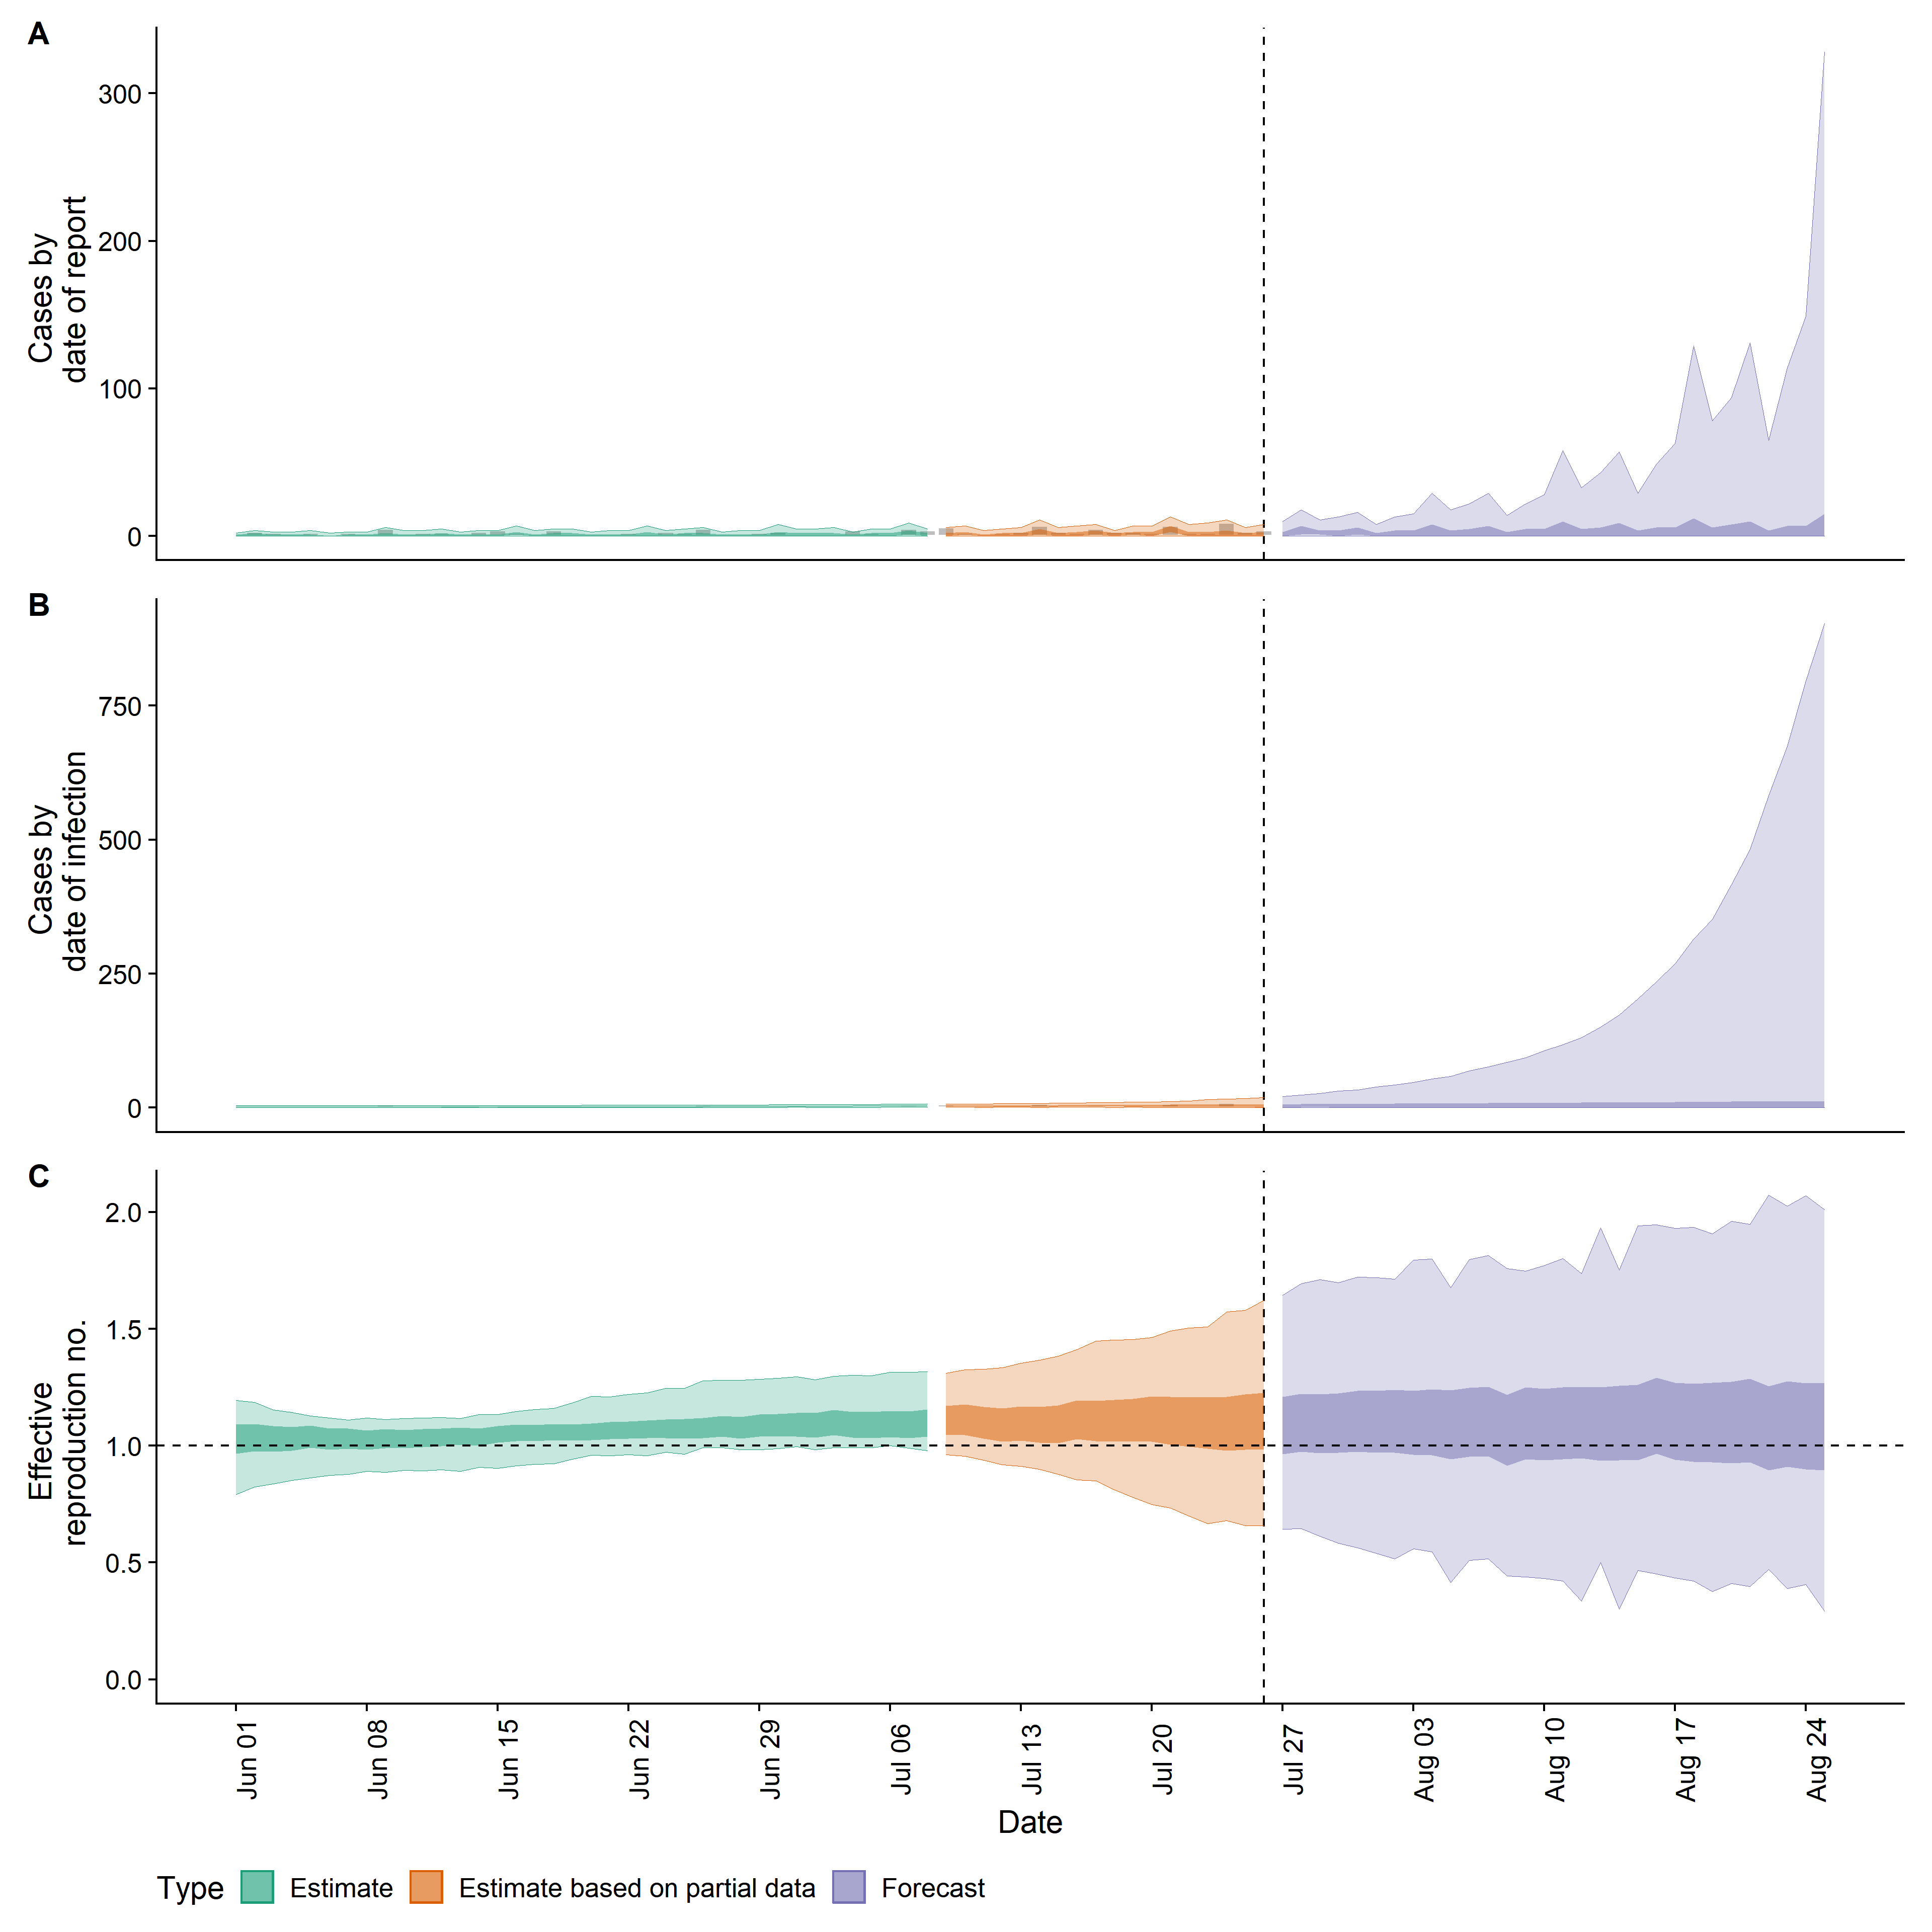 A
Cases by
date of report
300
200
100
0
B
Cases by
date of infection
750
500
250
0
C
Effective
reproduction no.
2.0
1.5
1.0
0.5
0.0
Jun 01
Jun 08
Jun 15
Jun 22
Jun 29
Jul 06
Jul 13
Jul 20
Jul 27
Aug 03
Aug 10
Aug 17
Aug 24
Date
Type Estimate Estimate based on partial data Forecast